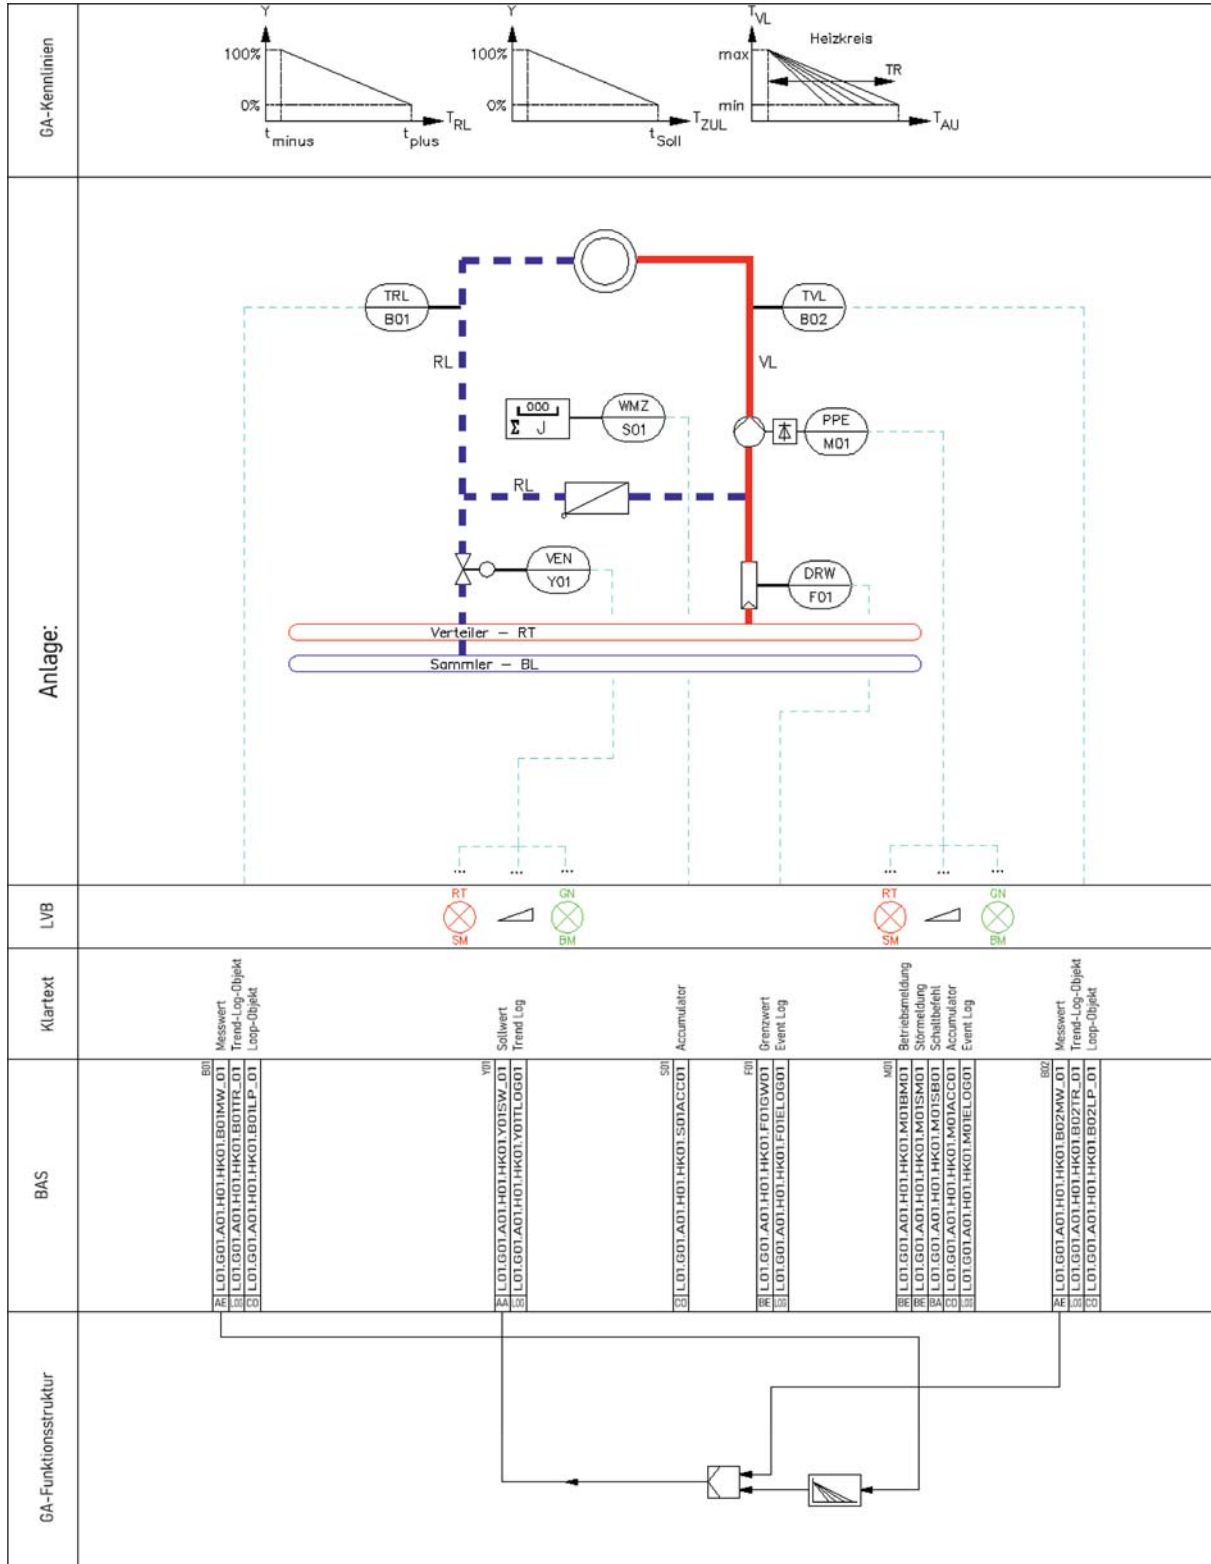 GA-Kennlinien
Y
100%
0%
t minus
t plus
T RL
Y
100%
0%
t Soll
T ZUL
T VL
Heizkreis
max
TR
min
T AU
Anlage:
TRL
B01
TVL
B02
RL
VL
000
Σ J
WMZ
S01
PPE
M01
RL
VEN
Y01
DRW
F01
Verteiler – RT
Sammler – BL
... ... ...
... ... ...
LVB
RT
SM
GN
BM
RT
SM
GN
BM
Klartext
Messwert
Trend-Log-Objekt
Loop-Objekt
Sollwert
Trend Log
Accumulator
Grenzwert
Event Log
Betriebsmeldung
Störmeldung
Schaltbefehl
Accumulator
Event Log
Messwert
Trend-Log-Objekt
Loop-Objekt
BAS
B01
AE L01.G01.A01.H01.HK01.B01MW_01
LOG L01.G01.A01.H01.HK01.B01TR_01
CO L01.G01.A01.H01.HK01.B01LP_01
Y01
AA L01.G01.A01.H01.HK01.Y01SW_01
LOG L01.G01.A01.H01.HK01.Y01TLOG01
S01
CO L01.G01.A01.H01.HK01.S01ACC01
F01
BE L01.G01.A01.H01.HK01.F01GW01
LOG L01.G01.A01.H01.HK01.F01ELOG01
M01
BE L01.G01.A01.H01.HK01.M01BM01
BE L01.G01.A01.H01.HK01.M01SM01
BA L01.G01.A01.H01.HK01.M01SB01
CO L01.G01.A01.H01.HK01.M01ACC01
LOG L01.G01.A01.H01.HK01.M01ELOG01
B02
AE L01.G01.A01.H01.HK01.B02MW_01
LOG L01.G01.A01.H01.HK01.B02TR_01
CO L01.G01.A01.H01.HK01.B02LP_01
GA-Funktionsstruktur